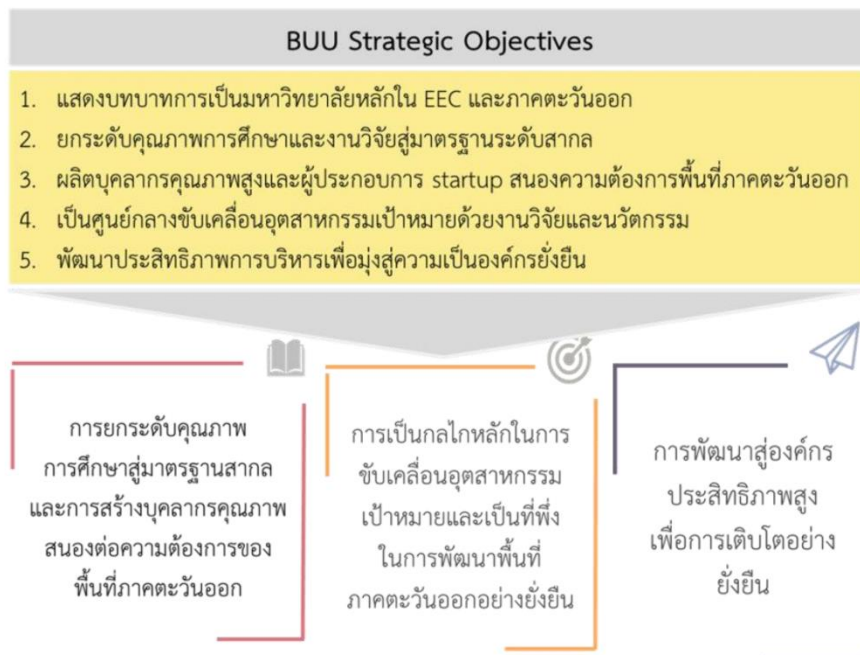 BUU Strategic Objectives
1. แสดงบทบาทการเป็นมหาวิทยาลัยหลักใน EEC และภาคตะวันออก
2. ยกระดับคุณภาพการศึกษาและงานวิจัยสู่มาตรฐานระดับสากล
3. ผลิตบุคลากรคุณภาพสูงและผู้ประกอบการ startup สนองความต้องการพื้นที่ภาคตะวันออก
4. เป็นศูนย์กลางขับเคลื่อนอุตสาหกรรมเป้าหมายด้วยงานวิจัยและนวัตกรรม
5. พัฒนาประสิทธิภาพการบริหารเพื่อมุ่งสู่ความเป็นองค์กรยั่งยืน
การยกระดับคุณภาพ
การศึกษาสู่มาตรฐานสากล
และการสร้างบุคลากรคุณภาพ
สนองต่อความต้องการของ
พื้นที่ภาคตะวันออก
การเป็นกลไกหลักในการ
ขับเคลื่อนอุตสาหกรรม
เป้าหมายและเป็นที่พึ่ง
ในการพัฒนาพื้นที่
ภาคตะวันออกอย่างยั่งยืน
การพัฒนาสู่องค์กร
ประสิทธิภาพสูง
เพื่อการเติบโตอย่าง
ยั่งยืน